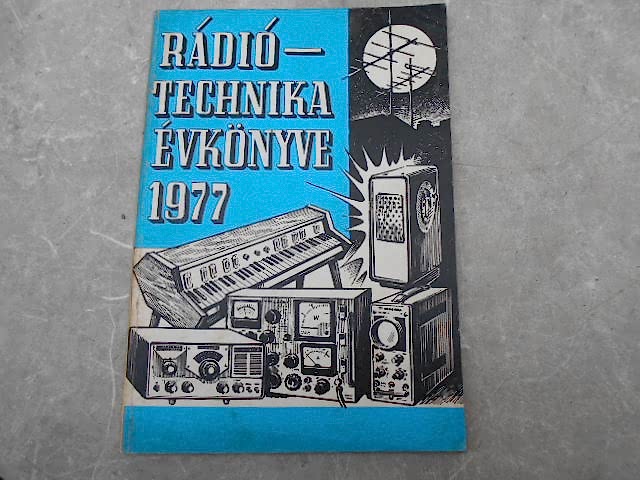 RÁDIÓ—
TECHNIKA
ÉVKÖNYVE
1977
W